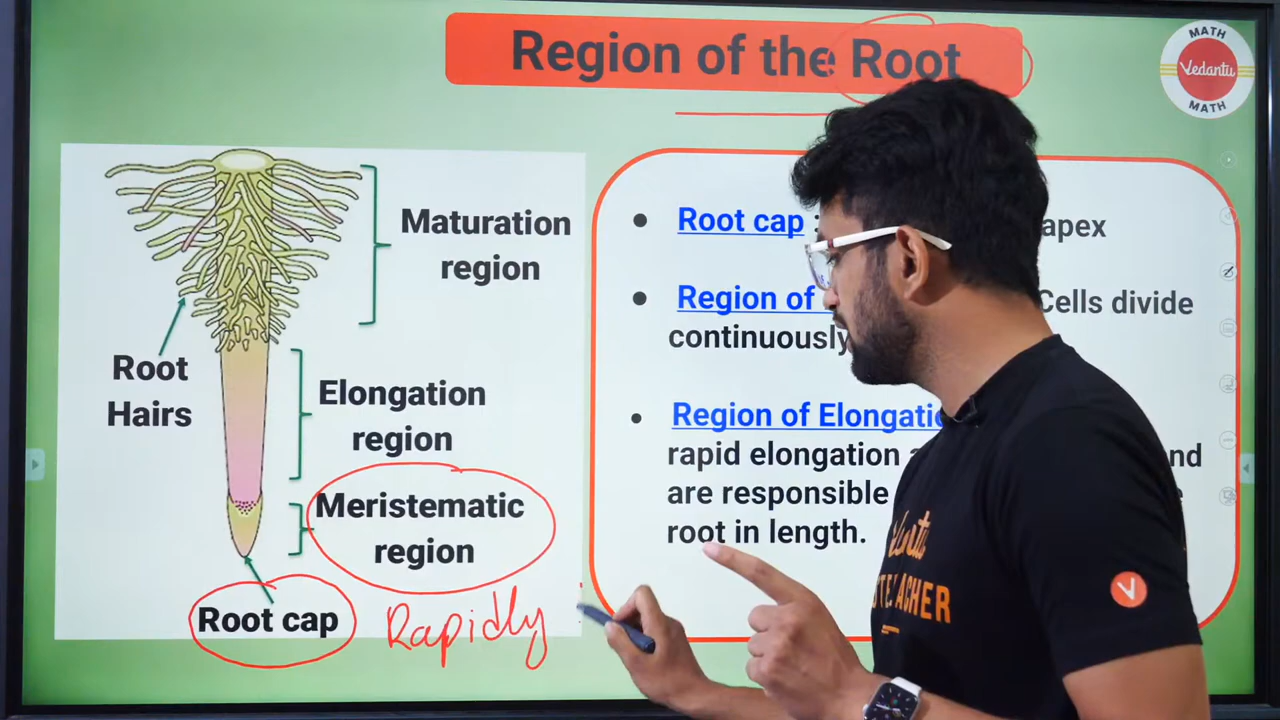 Region of the Root
MATH
Vedantu
MATH
Maturation
region
Root
Hairs
Elongation
region
Meristematic
region
Root cap
Rapidly
Root cap
apex
Region of
Cells divide
continuously
Region of Elongati
rapid elongation
nd
are responsible
root in length.
V